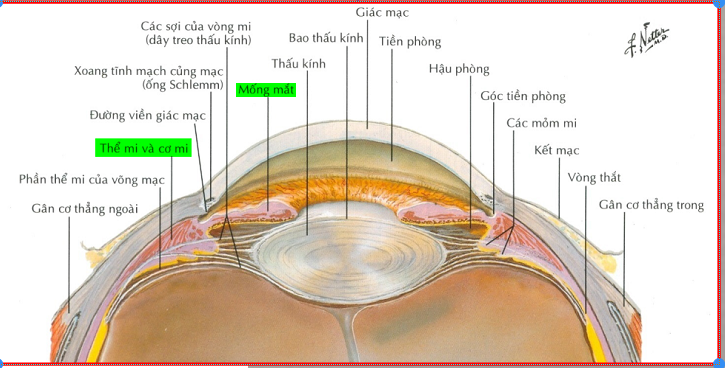 Giác mạc
Các sợi của vòng mi
(dây treo thấu kính)
Bao thấu kính
Tiền phòng
Thấu kính
Hậu phòng
Xoang tĩnh mạch củng mạc
(ống Schlemm)
Mống mắt
Góc tiền phòng
Đường viền giác mạc
Các mỏm mi
Thể mi và cơ mi
Kết mạc
Phần thể mi của võng mạc
Vòng thắt
Gân cơ thẳng ngoài
Gân cơ thẳng trong
F. Netter
M.D.